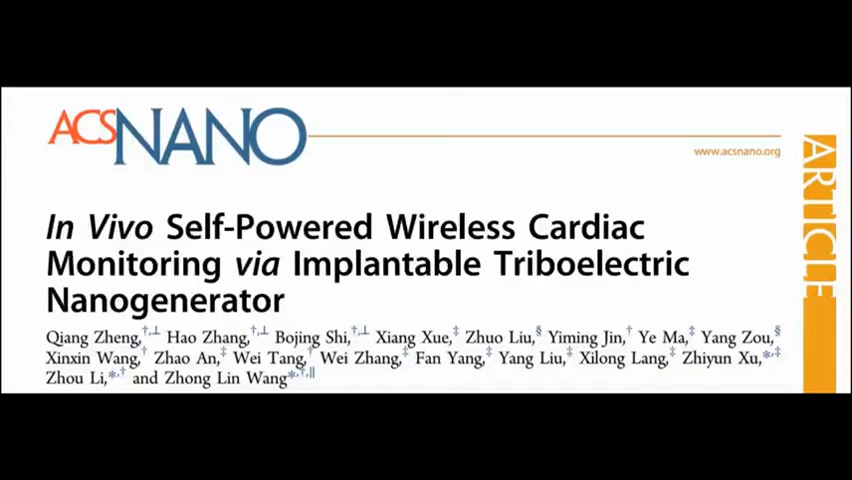 ACSNANO
www.acsnano.org
ARTICLE
In Vivo Self-Powered Wireless Cardiac
Monitoring via Implantable Triboelectric
Nanogenerator
Qiang Zheng,†,⊥ Hao Zhang,†,⊥ Bojing Shi,†,⊥ Xiang Xue,‡ Zhuo Liu,§ Yiming Jin,† Ye Ma,‡ Yang Zou,§
Xinxin Wang,† Zhao An,‡ Wei Tang,† Wei Zhang,‡ Fan Yang,‡ Yang Liu,‡ Xilong Lang,‡ Zhiyun Xu,*,‡
Zhou Li,*,† and Zhong Lin Wang*,†,||